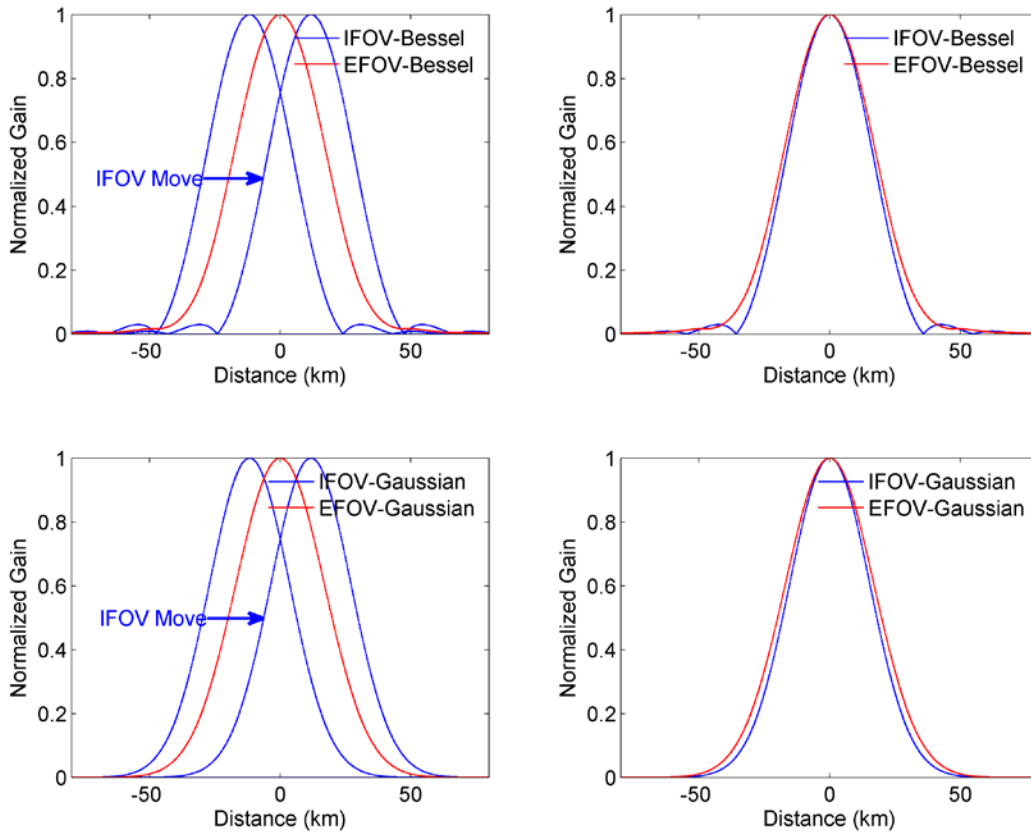 1
0.8
0.6
0.4
0.2
0
Normalized Gain
IFOV-Bessel
EFOV-Bessel
IFOV Move
-50
0
50
Distance (km)
1
0.8
0.6
0.4
0.2
0
Normalized Gain
IFOV-Bessel
EFOV-Bessel
-50
0
50
Distance (km)
1
0.8
0.6
0.4
0.2
0
Normalized Gain
IFOV-Gaussian
EFOV-Gaussian
IFOV Move
-50
0
50
Distance (km)
1
0.8
0.6
0.4
0.2
0
Normalized Gain
IFOV-Gaussian
EFOV-Gaussian
-50
0
50
Distance (km)